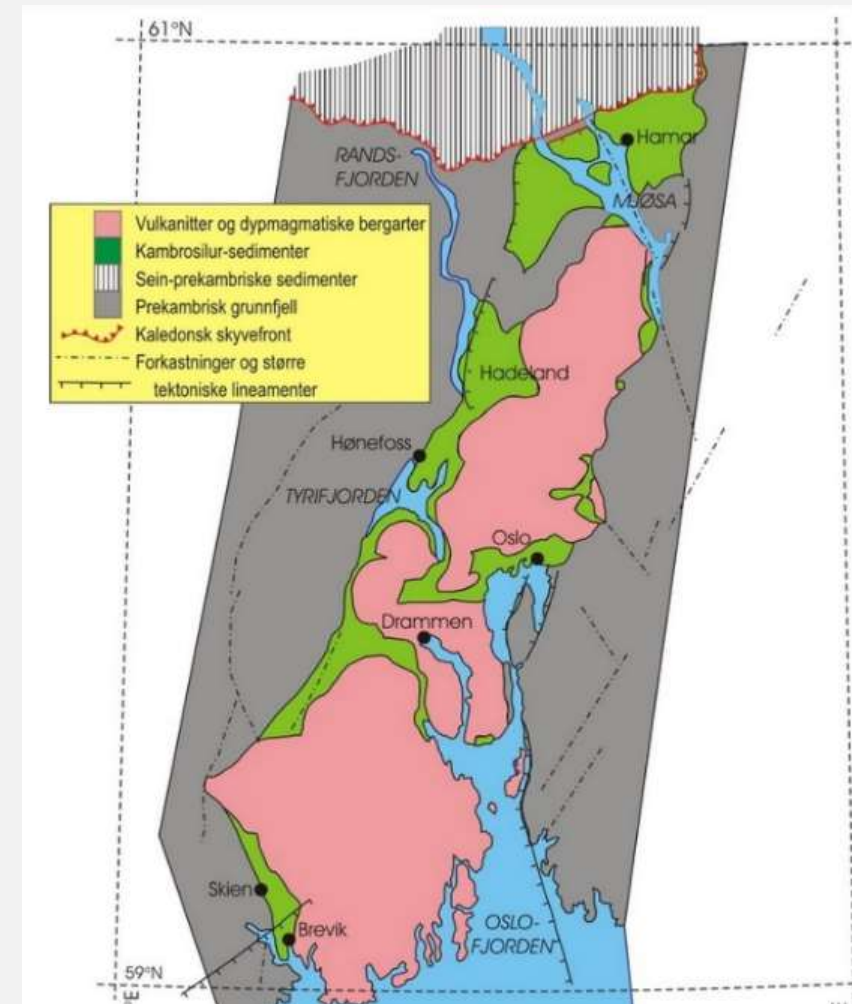 61°N
Hamar
RANDS-
FJORDEN
MJØSA
Vulkanitter og dypmagmatiske bergarter
Kambrosilur-sedimenter
Sein-prekambriske sedimenter
Prekambrisk grunnfjell
Kaledonsk skyvefront
Forkastninger og større
tektoniske lineamenter
Hadeland
Hønefoss
TYRIFJORDEN
Oslo
Drammen
Skien
Brevik
OSLO-
FJORDEN
59°N